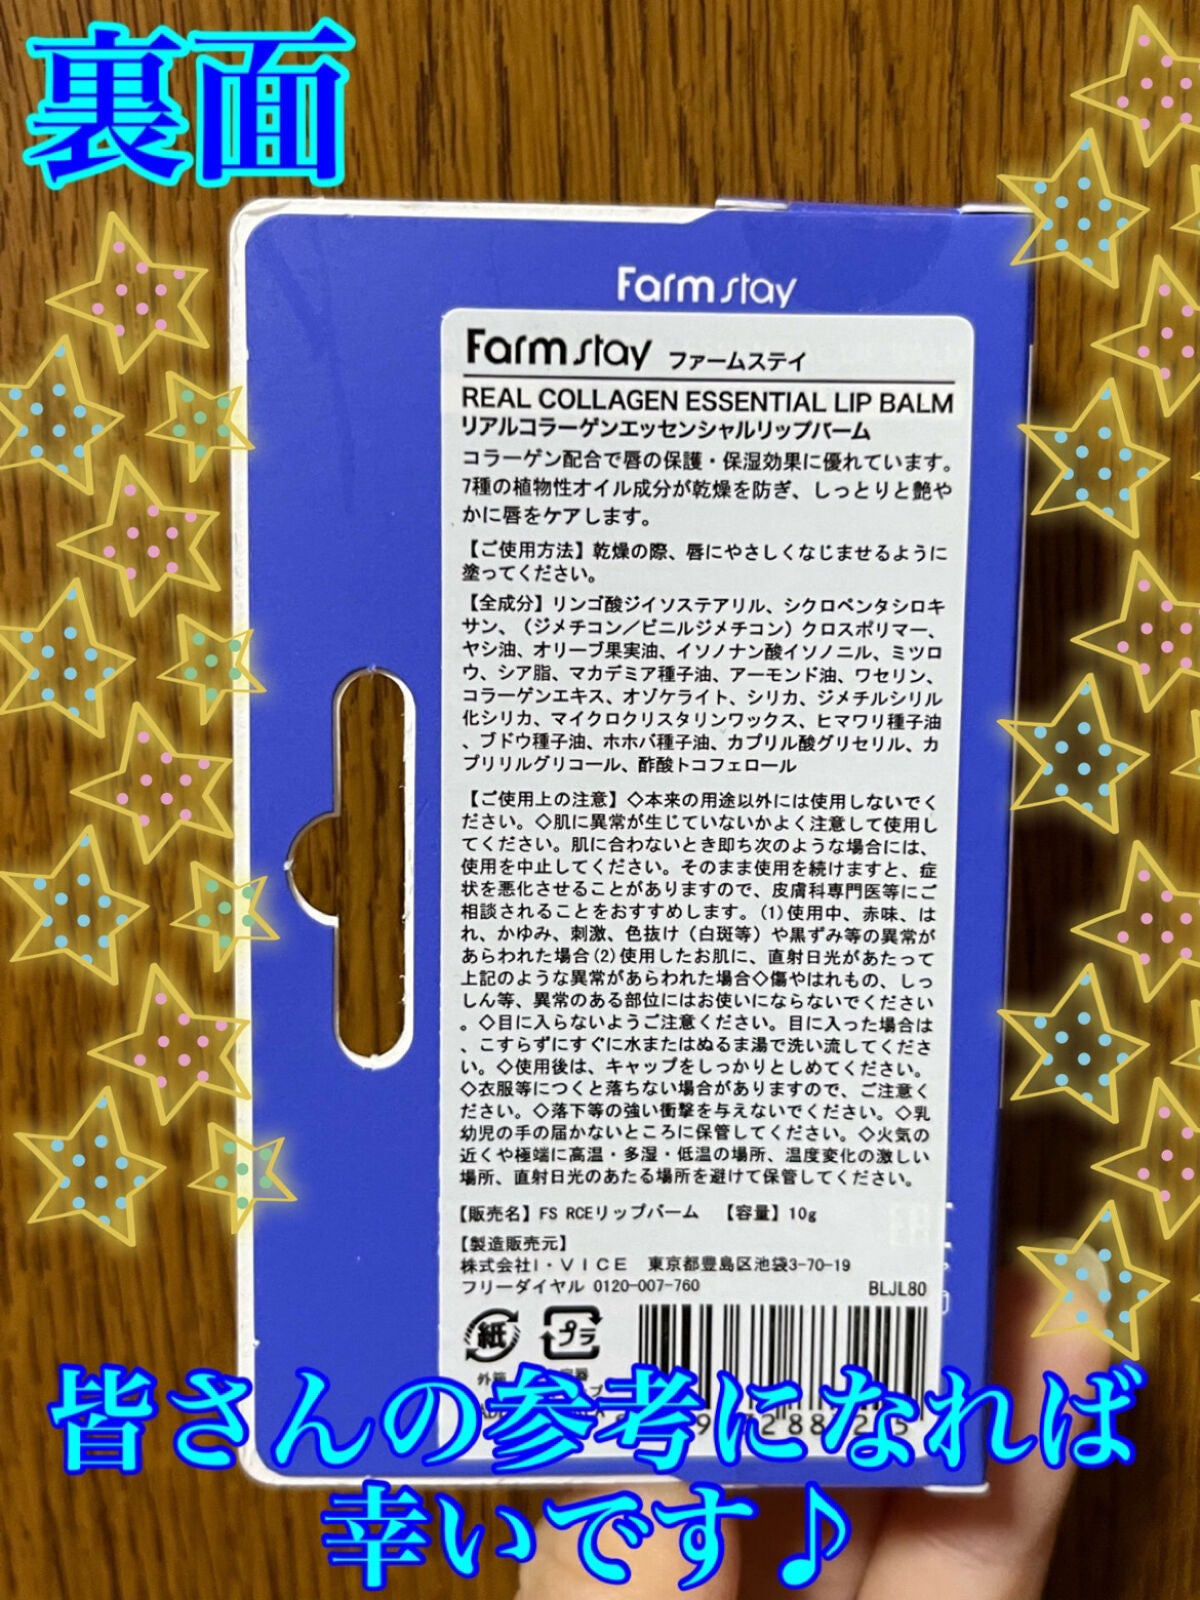 裏面
Farmstay
Farmstay ファームステイ
REAL COLLAGEN ESSENTIAL LIP BALM
リアルコラーゲンエッセンシャルリップバーム
コラーゲン配合で唇の保護・保湿効果に優れています。
7種の植物性オイル成分が乾燥を防ぎ、しっとりと艶や
かに唇をケアします。
【ご使用方法】乾燥の際、唇にやさしくなじませるように
塗ってください。
【全成分】リンゴ酸ジイソステアリル、シクロペンタシロキ
サン、（ジメチコン／ビニルジメチコン）クロスポリマー、
ヤシ油、オリーブ果実油、イソノナン酸イソノニル、ミツロ
ウ、シア脂、マカデミア種子油、アーモンド油、ワセリン、
コラーゲンエキス、オゾケライト、シリカ、ジメチルシリル
化シリカ、マイクロクリスタリンワックス、ヒマワリ種子油
、ブドウ種子油、ホホバ種子油、カプリル酸グリセリル、カ
プリリルグリコール、酢酸トコフェロール
【ご使用上の注意】◇本来の用途以外には使用しないでく
ださい。◇肌に異常が生じていないかよく注意して使用し
てください。肌に合わないとき即ち次のような場合には、
使用を中止してください。そのまま使用を続けますと、症
状を悪化させることがありますので、皮膚科専門医等にご
相談されることをおすすめします。(1)使用中、赤味、は
れ、かゆみ、刺激、色抜け（白斑等）や黒ずみ等の異常が
あらわれた場合(2)使用したお肌に、直射日光があたって
上記のような異常があらわれた場合◇傷やはれもの、しっ
しん等、異常のある部位にはお使いにならないでください
。◇目に入らないようご注意ください。目に入った場合は
、こすらずにすぐに水またはぬるま湯で洗い流してくださ
い。◇使用後は、キャップをしっかりとしめてください。
◇衣服等につくと落ちない場合がありますので、ご注意く
ださい。◇落下等の強い衝撃を与えないでください。◇乳
幼児の手の届かないところに保管してください。◇火気の
近くや極端に高温・多湿・低温の場所、温度変化の激しい
場所、直射日光のあたる場所を避けて保管してください。
【販売名】FS RCEリップバーム 【容量】10g
【製造販売元】
株式会社I・VICE 東京都豊島区池袋3-70-19
フリーダイヤル 0120-007-760 BLJL80
紙 プラ
皆さんの参考になれば
幸いです♪